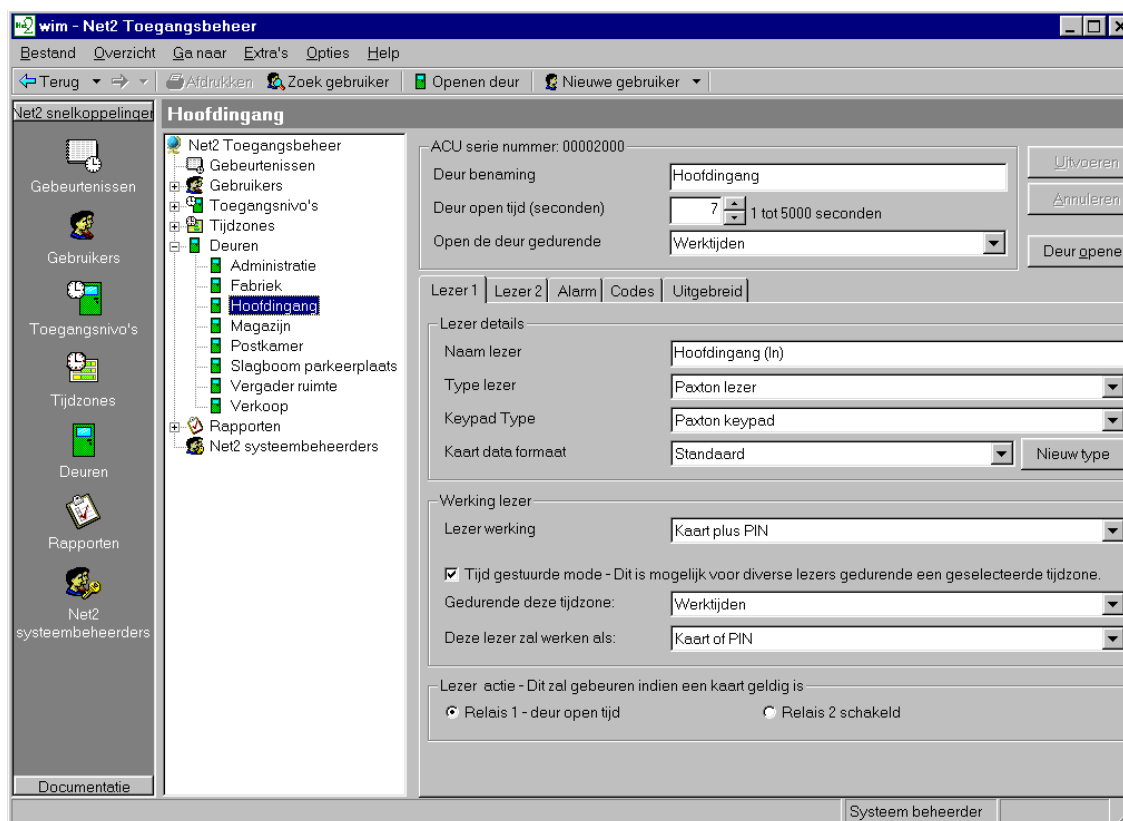 wim - Net2 Toegangsbeheer
Bestand Overzicht Ga naar Extra's Opties Help
Terug Afdrukken Zoek gebruiker Openen deur Nieuwe gebruiker
Net2 snelkoppelingen
Gebeurtenissen
Gebruikers
Toegangsnivo's
Tijdzones
Deuren
Rapporten
Net2
systeembeheerders
Documentatie
Hoofdingang
Net2 Toegangsbeheer
Gebeurtenissen
Gebruikers
Toegangsnivo's
Tijdzones
Deuren
Administratie
Fabriek
Hoofdingang
Magazijn
Postkamer
Slagboom parkeerplaats
Vergader ruimte
Verkoop
Rapporten
Net2 systeembeheerders
ACU serie nummer: 00002000
Deur benaming Hoofdingang
Deur open tijd (seconden) 7 1 tot 5000 seconden
Open de deur gedurende Werktijden
Uitvoeren
Annuleren
Deur opene
Lezer 1 Lezer 2 Alarm Codes Uitgebreid
Lezer details
Naam lezer Hoofdingang (In)
Type lezer Paxton lezer
Keypad Type Paxton keypad
Kaart data formaat Standaard Nieuw type
Werking lezer
Lezer werking Kaart plus PIN
Tijd gestuurde mode - Dit is mogelijk voor diverse lezers gedurende een geselecteerde tijdzone.
Gedurende deze tijdzone: Werktijden
Deze lezer zal werken als: Kaart of PIN
Lezer actie - Dit zal gebeuren indien een kaart geldig is
Relais 1 - deur open tijd Relais 2 schakeld
Systeem beheerder